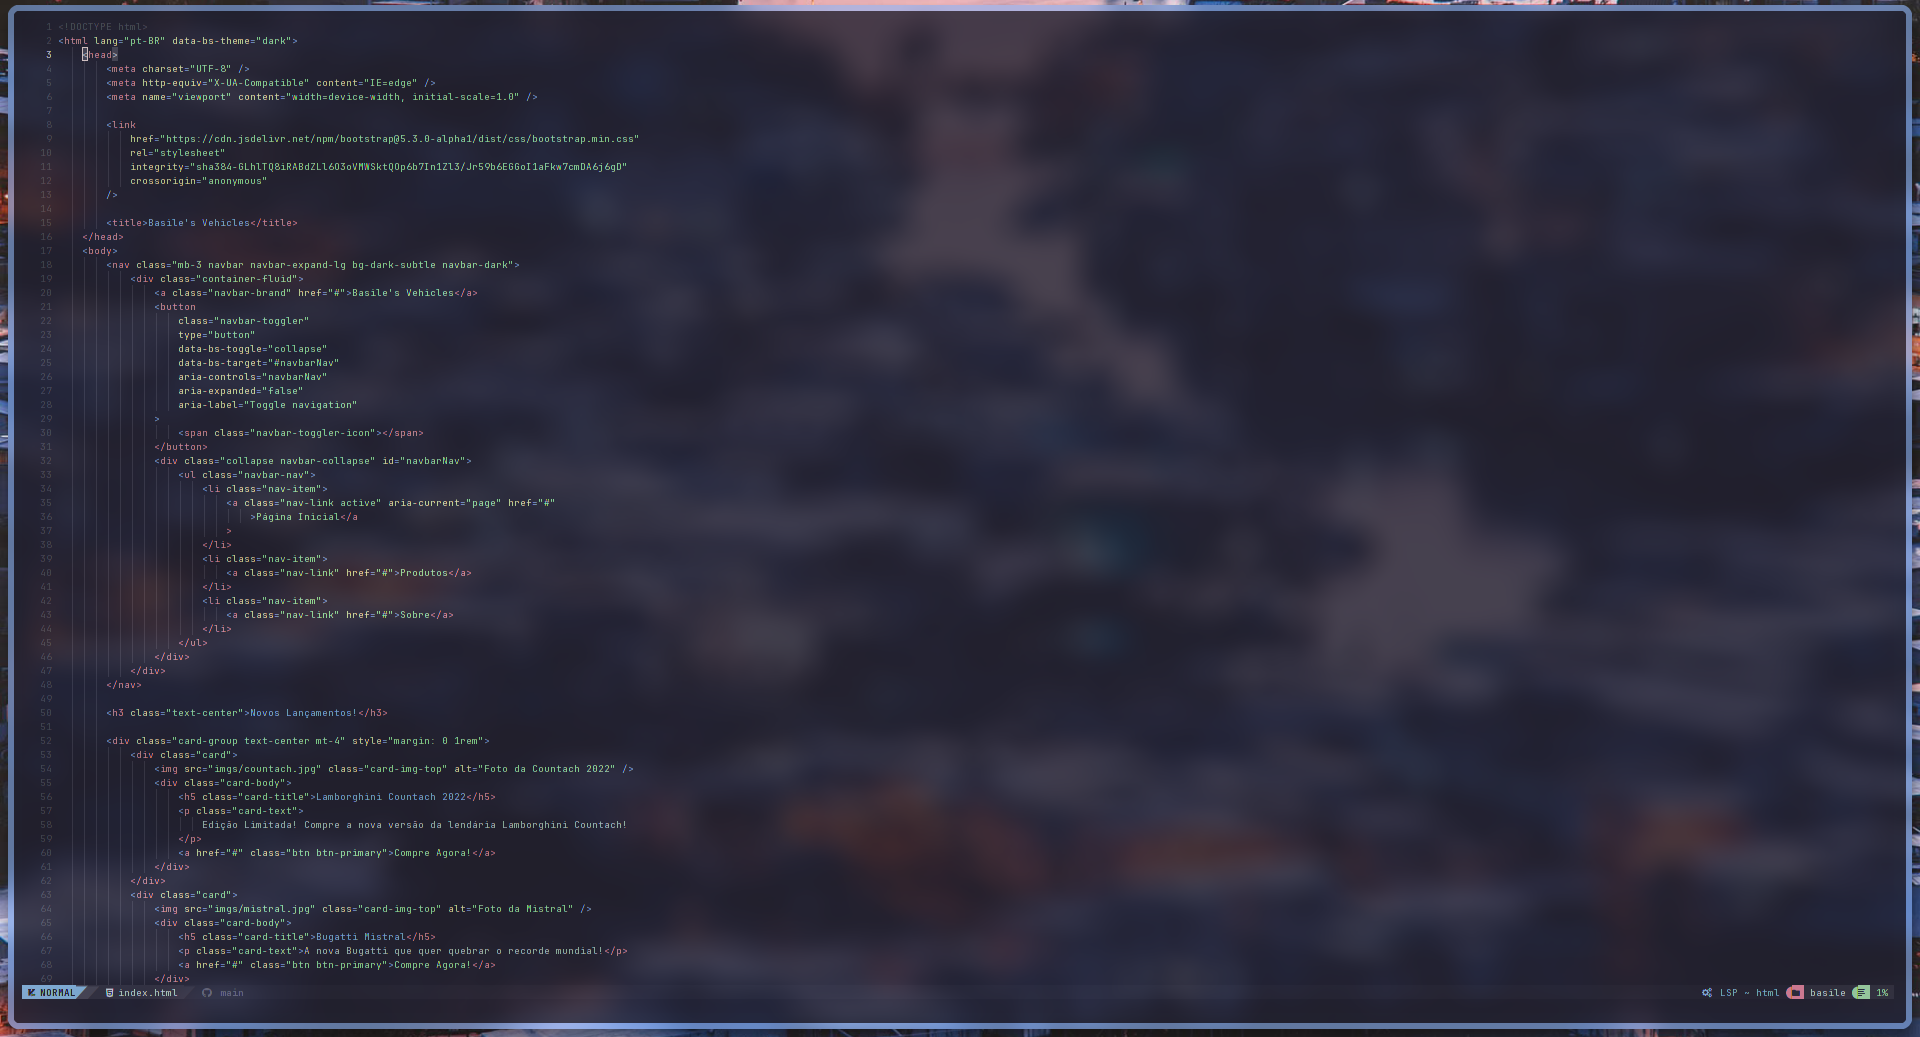 1 <!DOCTYPE html>
2 <html lang="pt-BR" data-bs-theme="dark">
3 <head>
4 <meta charset="UTF-8" />
5 <meta http-equiv="X-UA-Compatible" content="IE=edge" />
6 <meta name="viewport" content="width=device-width, initial-scale=1.0" />
7
8 <link
9 href="https://cdn.jsdelivr.net/npm/bootstrap@5.3.0-alpha1/dist/css/bootstrap.min.css"
10 rel="stylesheet"
11 integrity="sha384-GLhlTQ8iRABdZLl6O3oVMWSktQOp6b7In1Zl3/Jr59b6EGGoI1aFkw7cmDA6j6gD"
12 crossorigin="anonymous"
13 />
14
15 <title>Basile's Vehicles</title>
16 </head>
17 <body>
18 <nav class="mb-3 navbar navbar-expand-lg bg-dark-subtle navbar-dark">
19 <div class="container-fluid">
20 <a class="navbar-brand" href="#">Basile's Vehicles</a>
21 <button
22 class="navbar-toggler"
23 type="button"
24 data-bs-toggle="collapse"
25 data-bs-target="#navbarNav"
26 aria-controls="navbarNav"
27 aria-expanded="false"
28 aria-label="Toggle navigation"
29 >
30 <span class="navbar-toggler-icon"></span>
31 </button>
32 <div class="collapse navbar-collapse" id="navbarNav">
33 <ul class="navbar-nav">
34 <li class="nav-item">
35 <a class="nav-link active" aria-current="page" href="#"
36 >Página Inicial</a
37 >
38 </li>
39 <li class="nav-item">
40 <a class="nav-link" href="#">Produtos</a>
41 </li>
42 <li class="nav-item">
43 <a class="nav-link" href="#">Sobre</a>
44 </li>
45 </ul>
46 </div>
47 </div>
48 </nav>
49
50 <h3 class="text-center">Novos Lançamentos!</h3>
51
52 <div class="card-group text-center mt-4" style="margin: 0 1rem">
53 <div class="card">
54 <img src="imgs/countach.jpg" class="card-img-top" alt="Foto da Countach 2022" />
55 <div class="card-body">
56 <h5 class="card-title">Lamborghini Countach 2022</h5>
57 <p class="card-text">
58 Edição Limitada! Compre a nova versão da lendária Lamborghini Countach!
59 </p>
60 <a href="#" class="btn btn-primary">Compre Agora!</a>
61 </div>
62 </div>
63 <div class="card">
64 <img src="imgs/mistral.jpg" class="card-img-top" alt="Foto da Mistral" />
65 <div class="card-body">
66 <h5 class="card-title">Bugatti Mistral</h5>
67 <p class="card-text">A nova Bugatti que quer quebrar o recorde mundial!</p>
68 <a href="#" class="btn btn-primary">Compre Agora!</a>
69 </div>
NORMAL index.html main LSP ~ html basile 1%